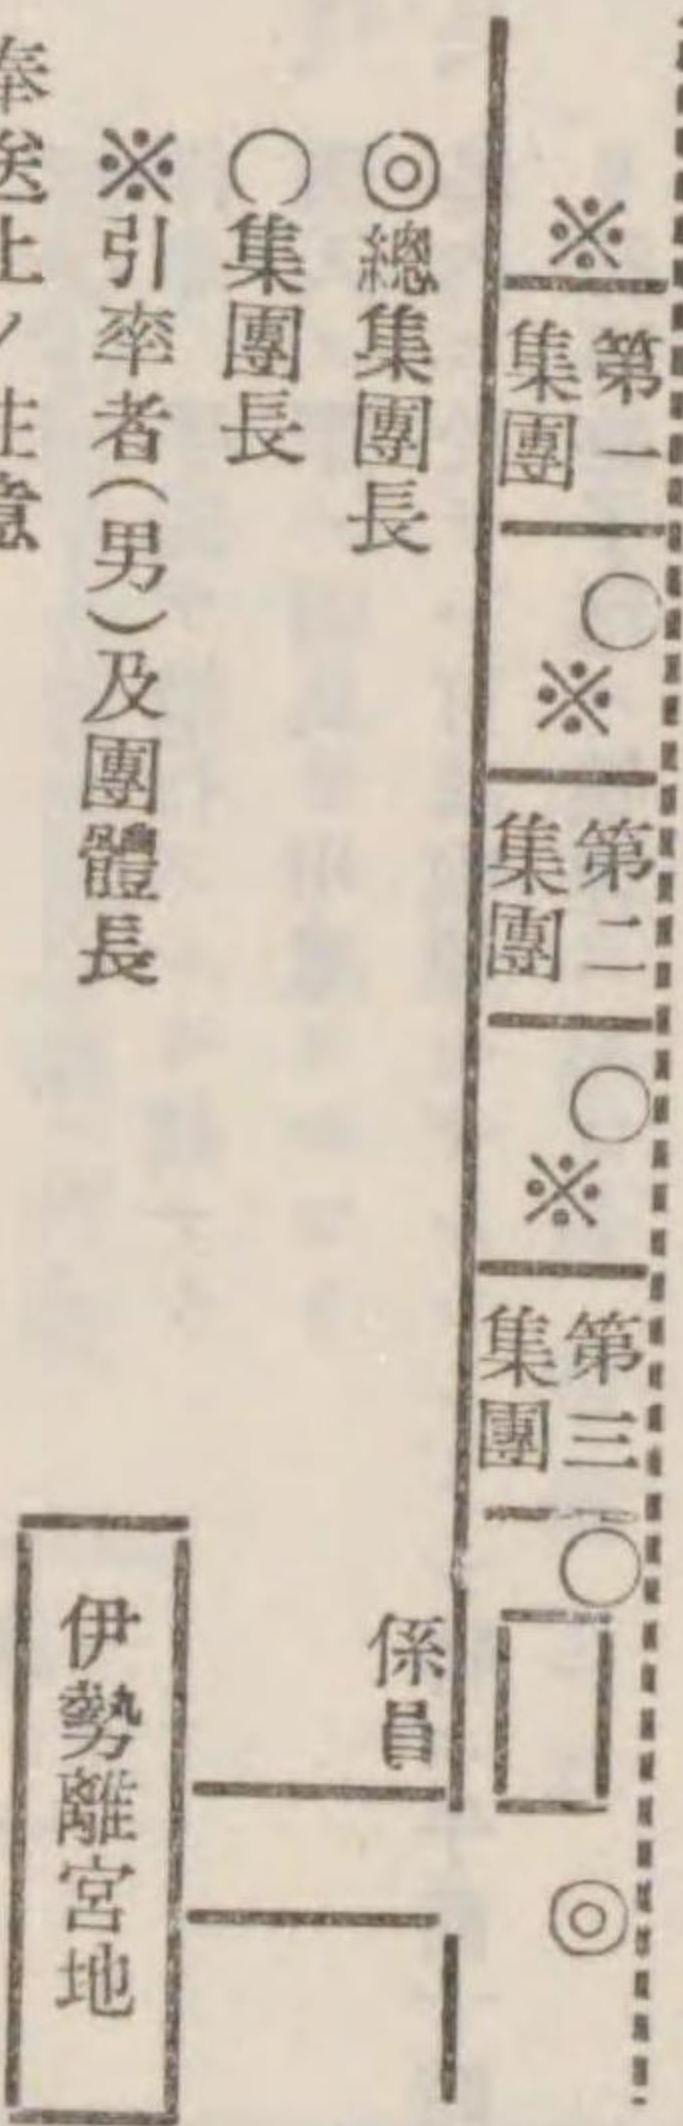 ※
第一
集團
○
※
第二
集團
○
※
第三
集團
○
◎
◎總集團長
係員
○集團長
※引率者(男)及團體長
伊勢離宮地
奉送上ノ注意